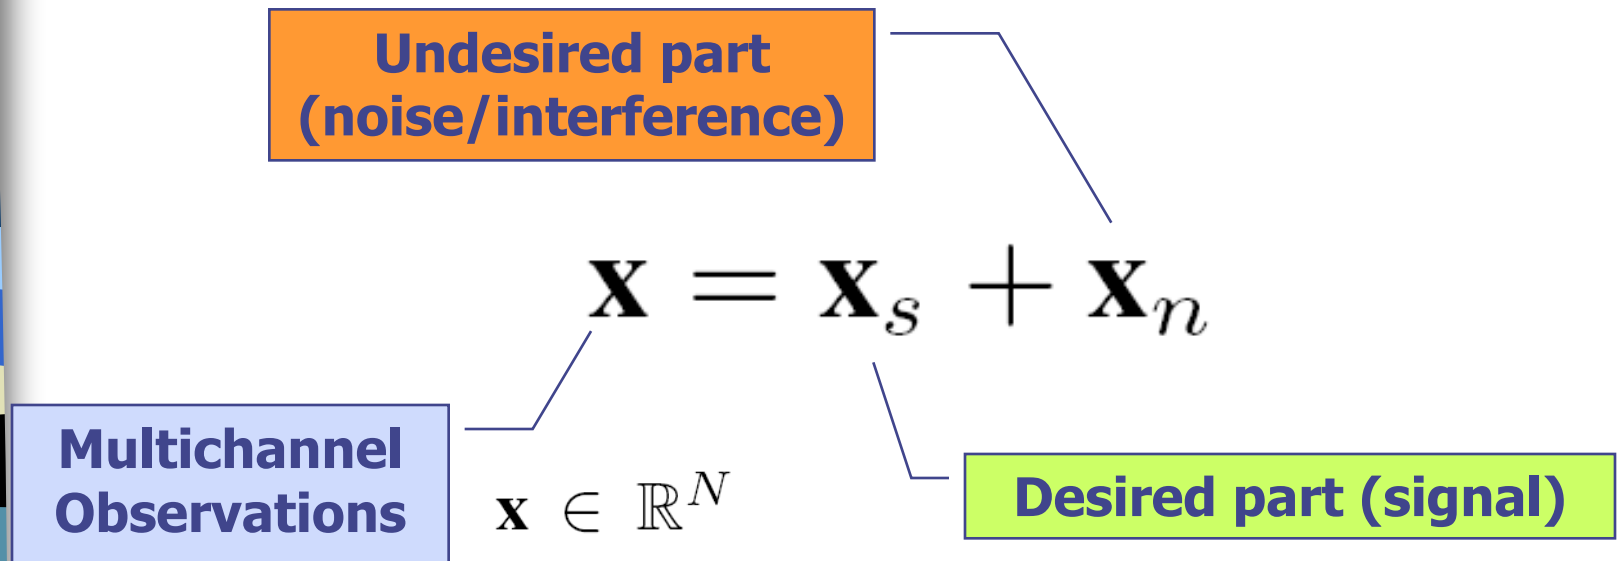 Undesired part
(noise/interference)
x = xₛ + xₙ
Multichannel
Observations
x ∈ ℝᴺ
Desired part (signal)